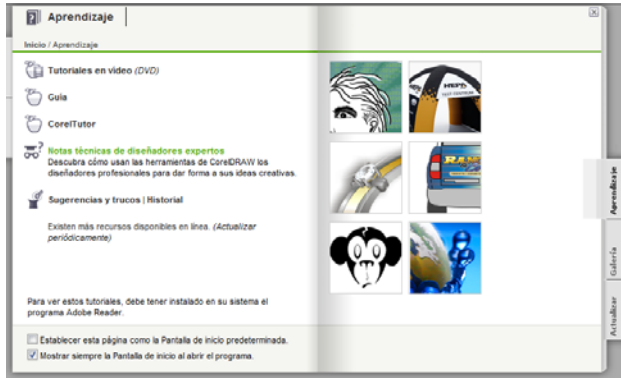 Aprendizaje
Inicio / Aprendizaje
Tutoriales en vídeo (DVD)
Guía
CorelTutor
Notas técnicas de diseñadores expertos
Descubra cómo usan las herramientas de CorelDRAW los
diseñadores profesionales para dar forma a sus ideas creativas.
Sugerencias y trucos | Historial
Existen más recursos disponibles en línea. (Actualizar
periódicamente)
Para ver estos tutoriales, debe tener instalado en su sistema el
programa Adobe Reader.
Establecer esta página como la Pantalla de inicio predeterminada.
Mostrar siempre la Pantalla de inicio al abrir el programa.
Aprendizaje
Galería
Actualizar